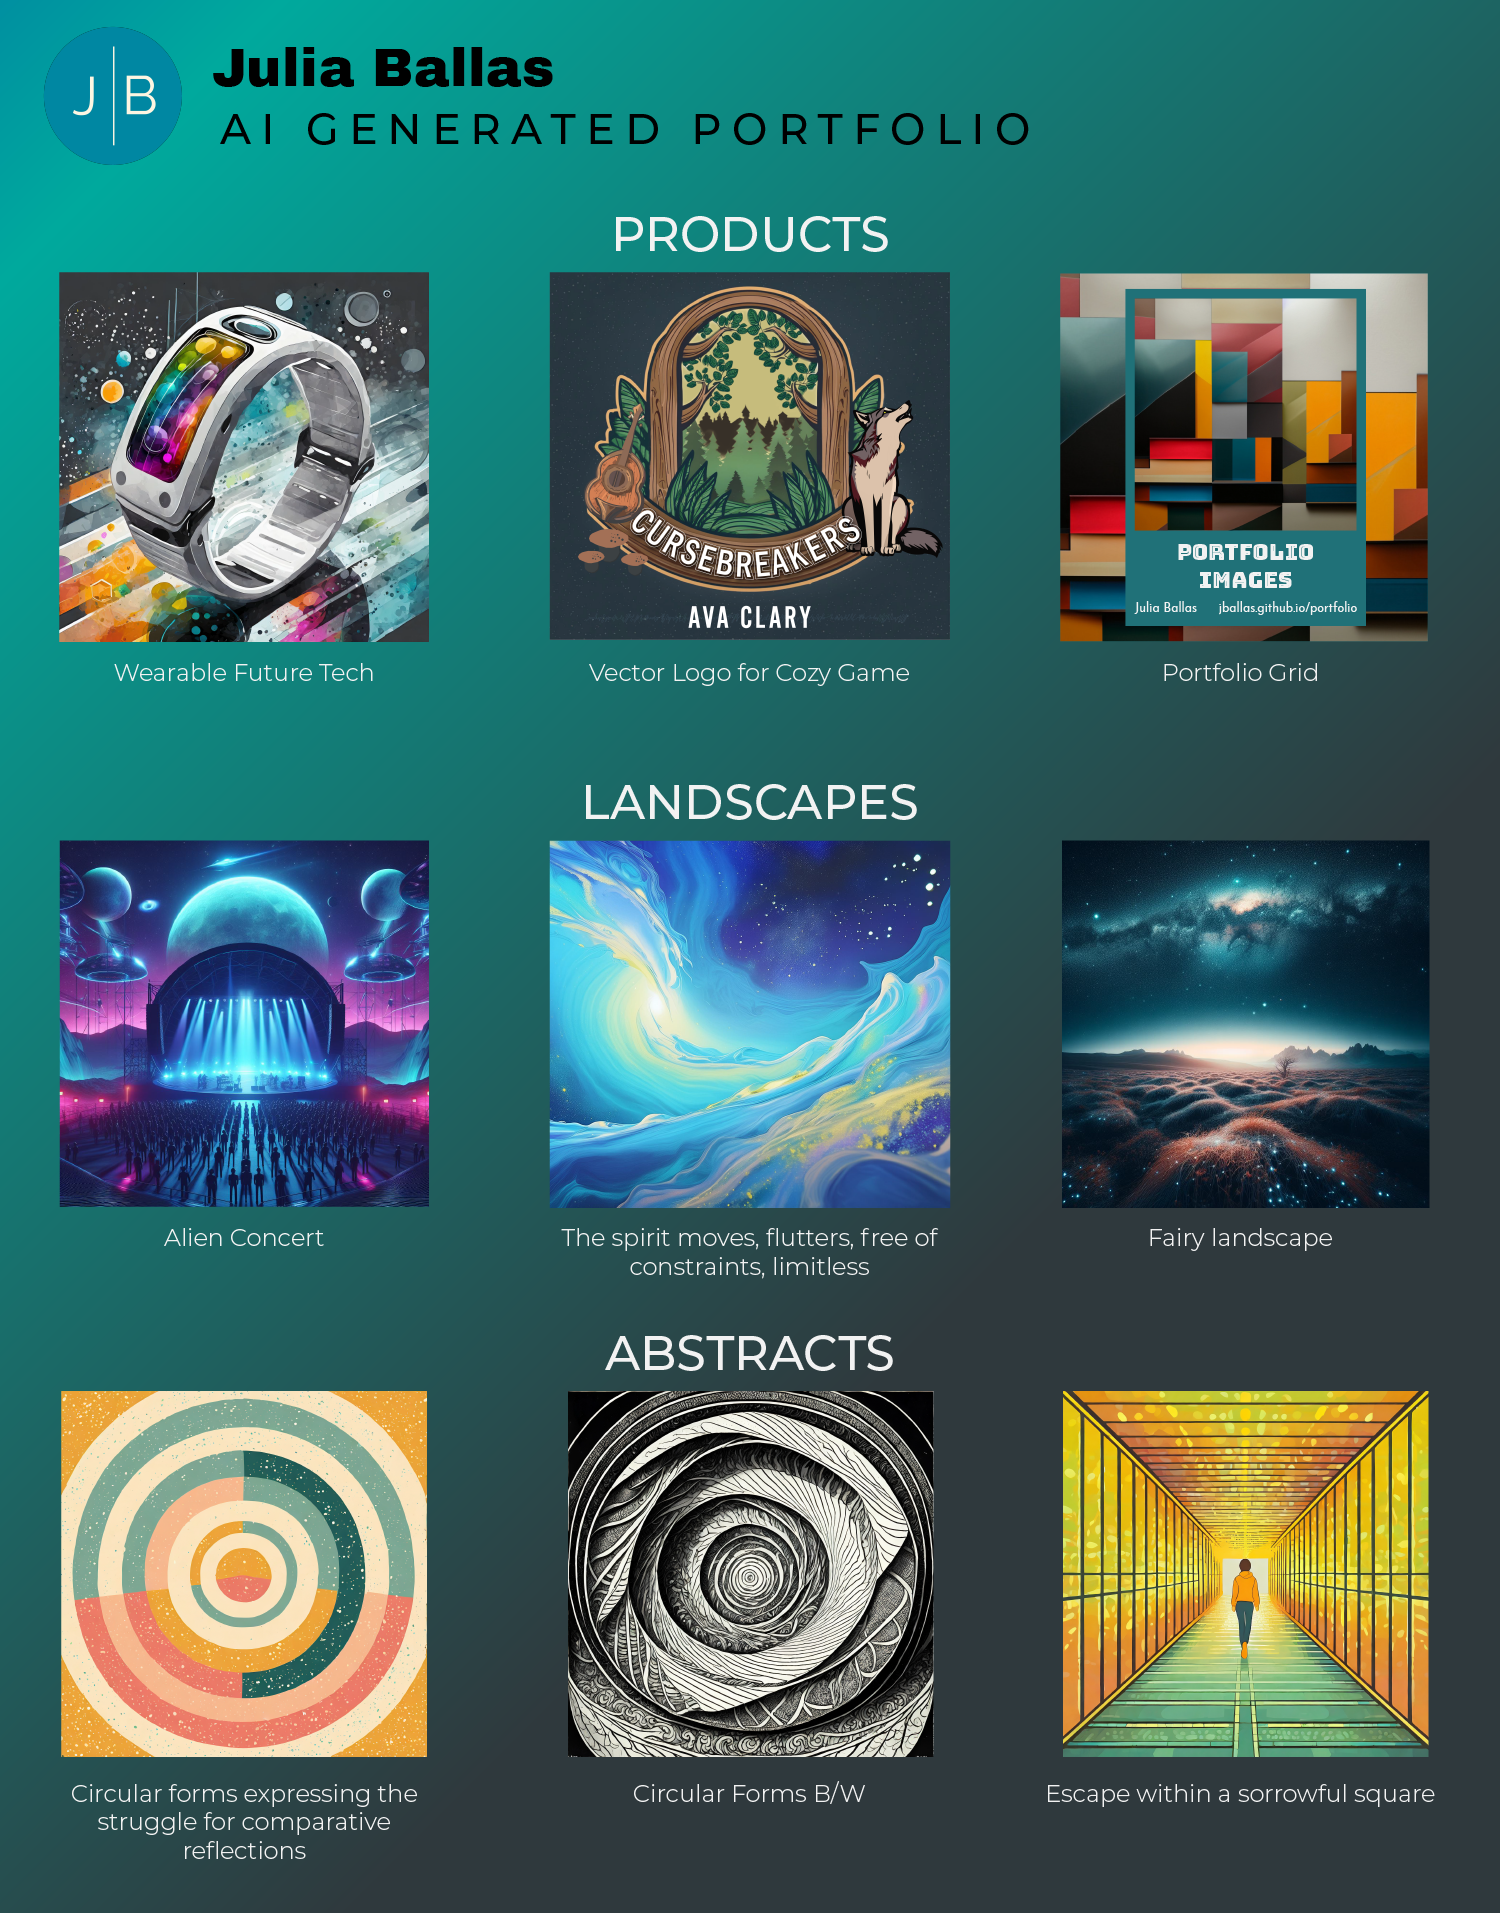 J|B
Julia Ballas
AI GENERATED PORTFOLIO
PRODUCTS
CURSEBREAKERS
AVA CLARY
PORTFOLIO
IMAGES
Julia Ballas jballas.github.io/portfolio
Wearable Future Tech
Vector Logo for Cozy Game
Portfolio Grid
LANDSCAPES
Alien Concert
The spirit moves, flutters, free of
constraints, limitless
Fairy landscape
ABSTRACTS
Circular forms expressing the
struggle for comparative
reflections
Circular Forms B/W
Escape within a sorrowful square